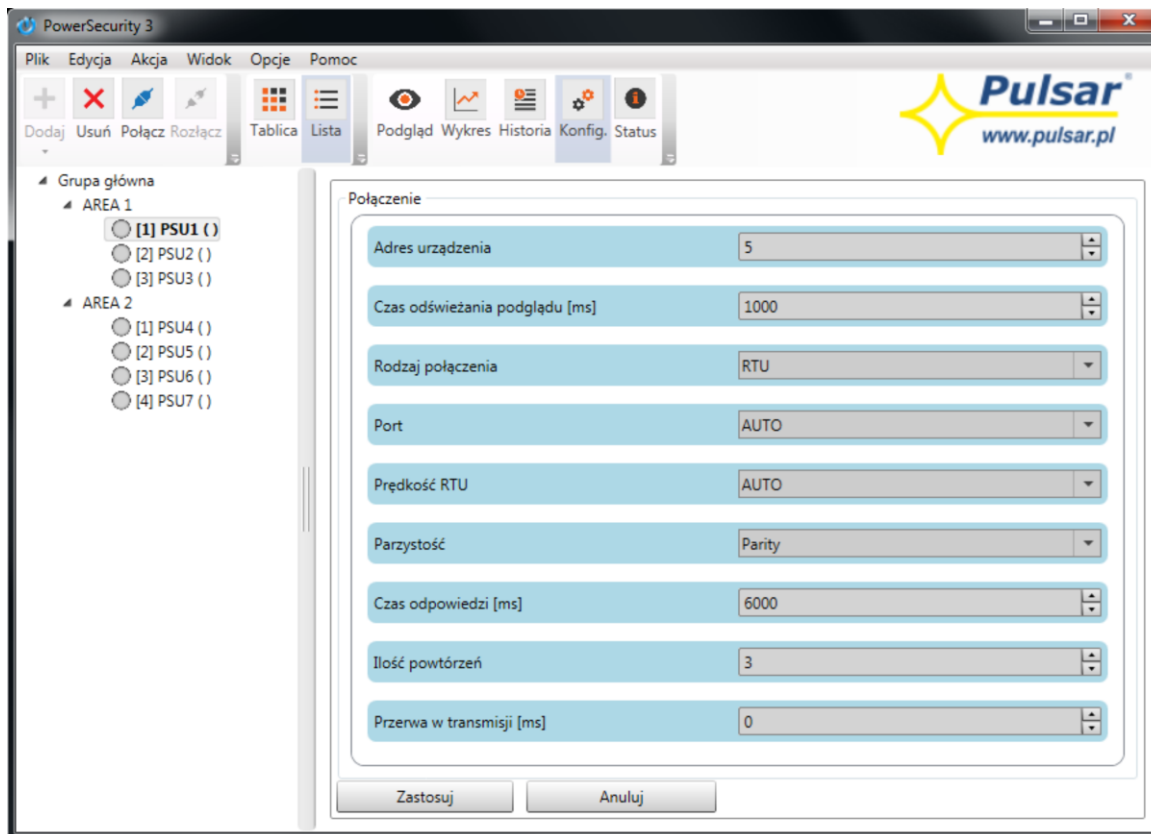 PowerSecurity 3
Plik Edycja Akcja Widok Opcje Pomoc
Dodaj Usuń Połącz Rozłącz Tablica Lista Podgląd Wykres Historia Konfig. Status
Pulsar
www.pulsar.pl
Grupa główna
AREA 1
[1] PSU1 ( )
[2] PSU2 ( )
[3] PSU3 ( )
AREA 2
[1] PSU4 ( )
[2] PSU5 ( )
[3] PSU6 ( )
[4] PSU7 ( )
Połączenie
Adres urządzenia 5
Czas odświeżania podglądu [ms] 1000
Rodzaj połączenia RTU
Port AUTO
Prędkość RTU AUTO
Parzystość Parity
Czas odpowiedzi [ms] 6000
Ilość powtórzeń 3
Przerwa w transmisji [ms] 0
Zastosuj Anuluj